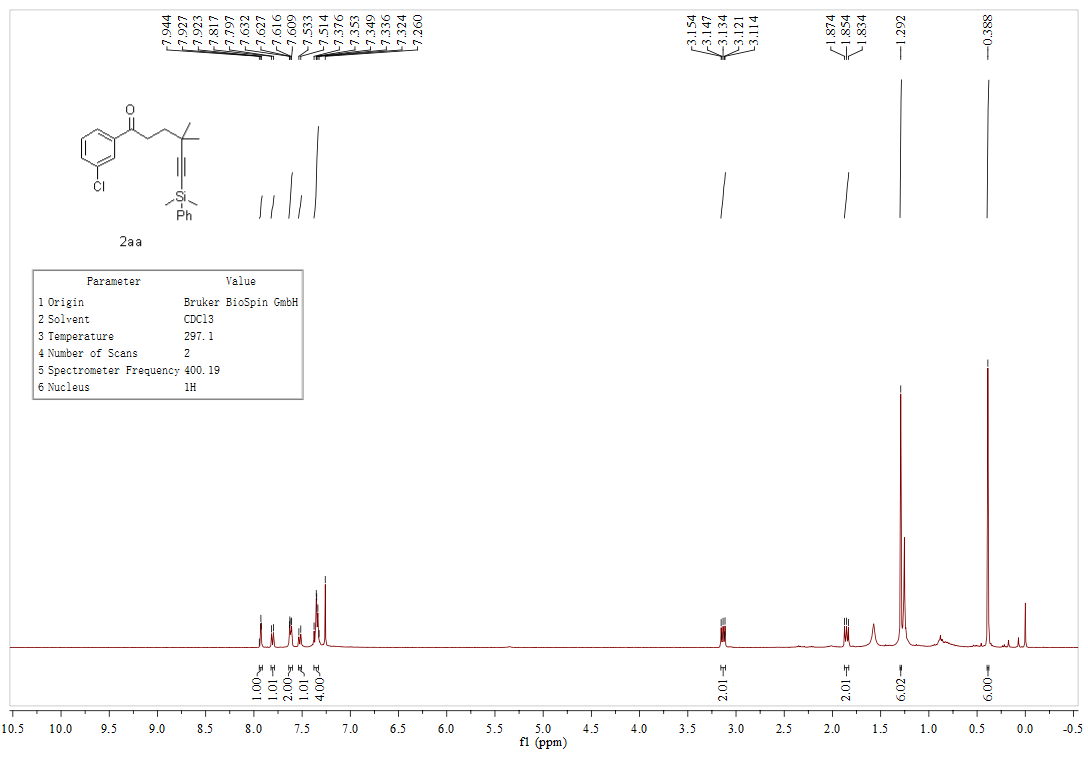 7.944
7.927
7.923
7.817
7.797
7.632
7.627
7.616
7.609
7.533
7.514
7.376
7.353
7.349
7.336
7.324
7.260
3.154
3.147
3.134
3.121
3.114
1.874
1.854
1.834
1.292
0.388
O
Cl
Si
Ph
2aa
Parameter Value
1 Origin Bruker BioSpin GmbH
2 Solvent CDCl3
3 Temperature 297.1
4 Number of Scans 2
5 Spectrometer Frequency 400.19
6 Nucleus 1H
1.00
1.01
2.00
1.01
4.00
2.01
2.01
6.02
6.00
10.5 10.0 9.5 9.0 8.5 8.0 7.5 7.0 6.5 6.0 5.5 5.0 4.5 4.0 3.5 3.0 2.5 2.0 1.5 1.0 0.5 0.0 -0.5
f1 (ppm)